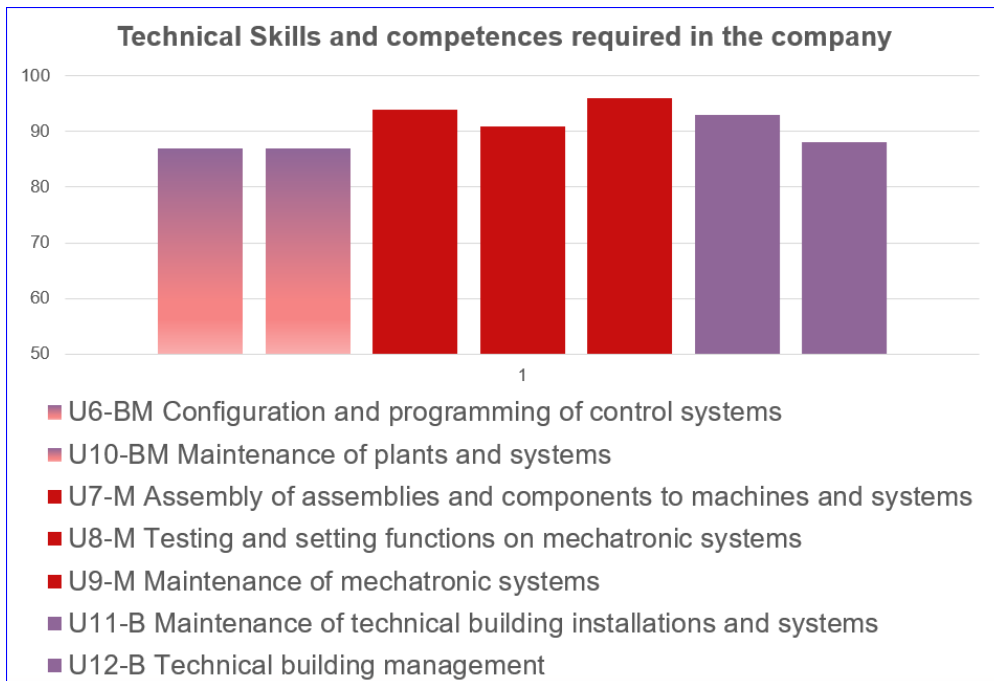 Technical Skills and competences required in the company
100
90
80
70
60
50
1
U6-BM Configuration and programming of control systems
U10-BM Maintenance of plants and systems
U7-M Assembly of assemblies and components to machines and systems
U8-M Testing and setting functions on mechatronic systems
U9-M Maintenance of mechatronic systems
U11-B Maintenance of technical building installations and systems
U12-B Technical building management